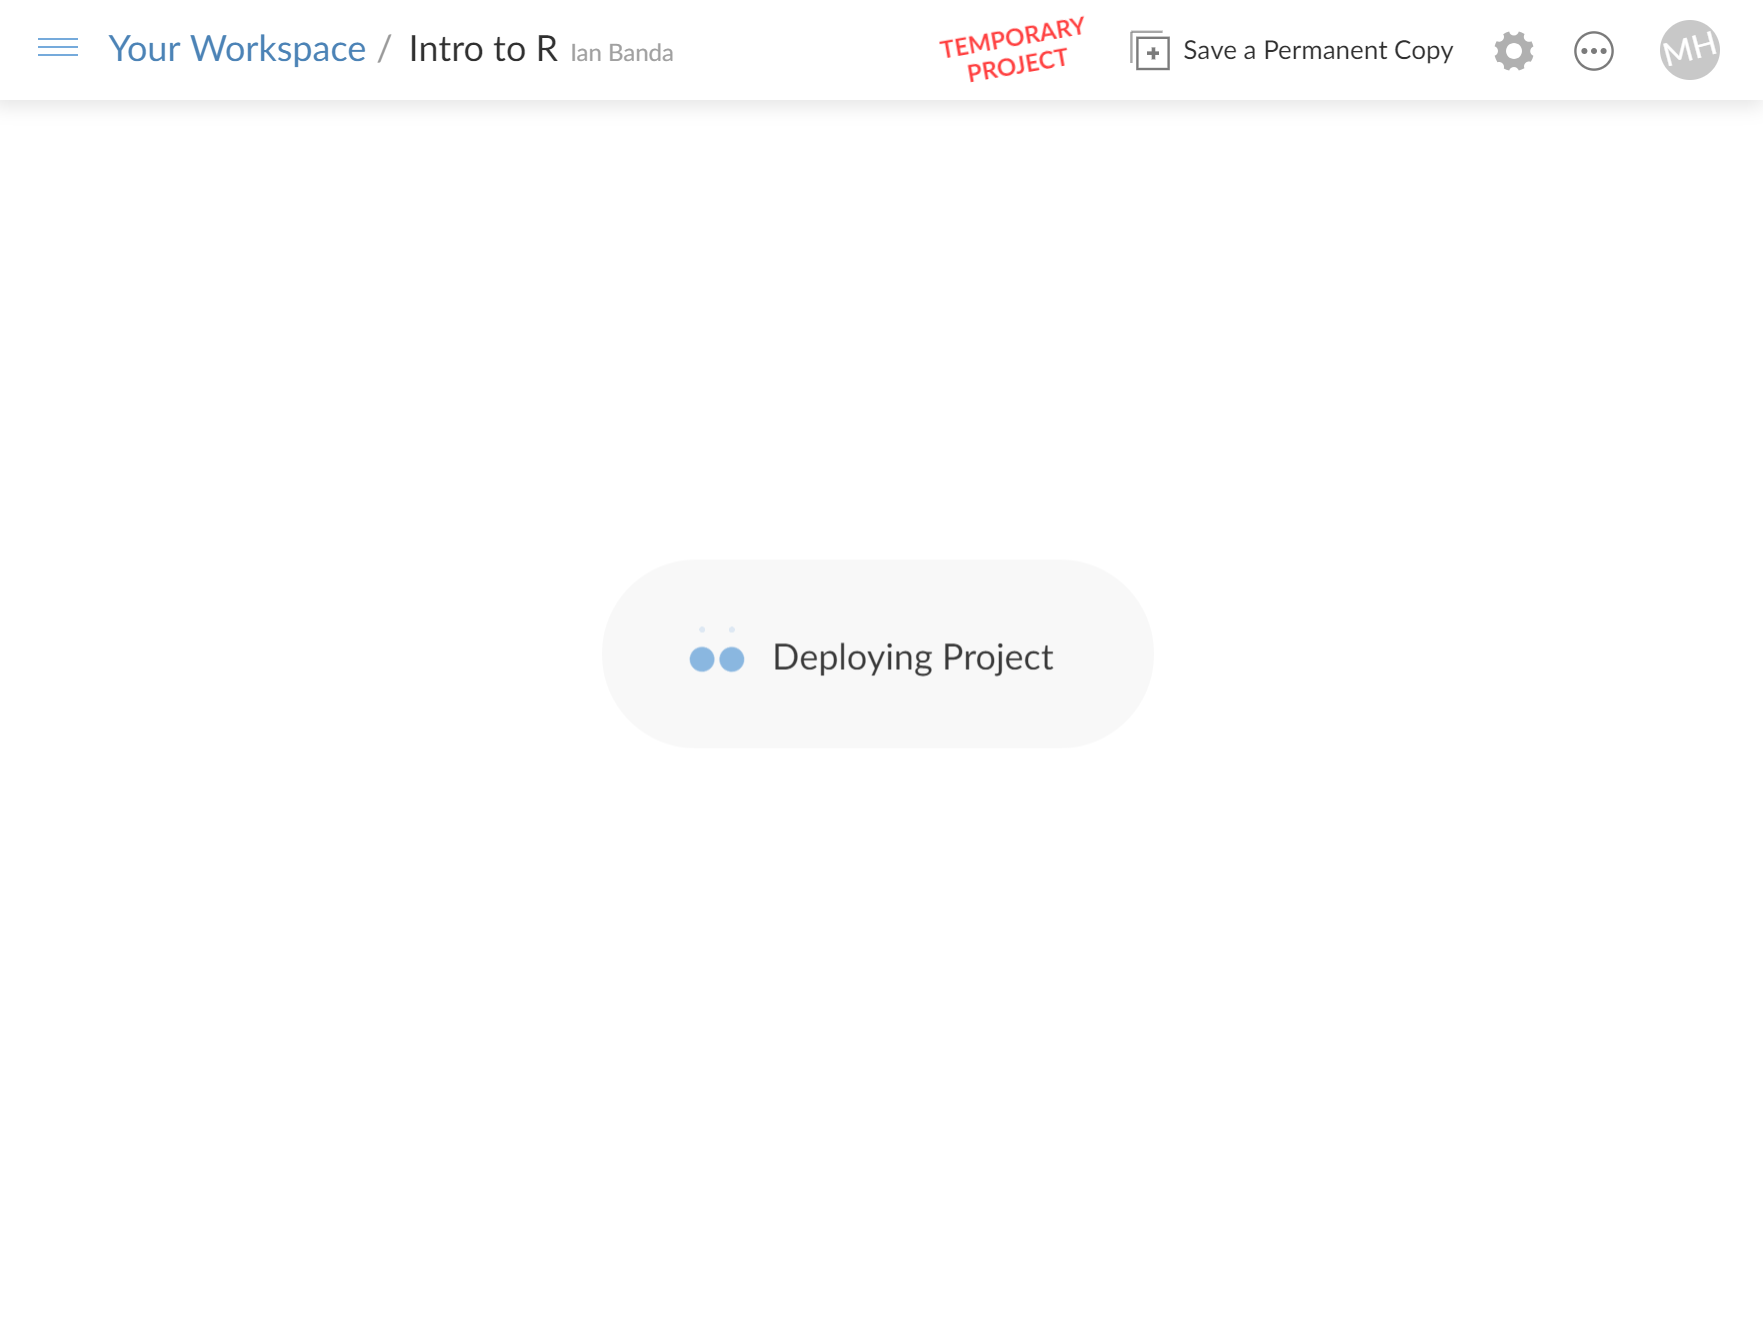 Your Workspace / Intro to R Ian Banda
TEMPORARY
PROJECT
Save a Permanent Copy
MH
Deploying Project